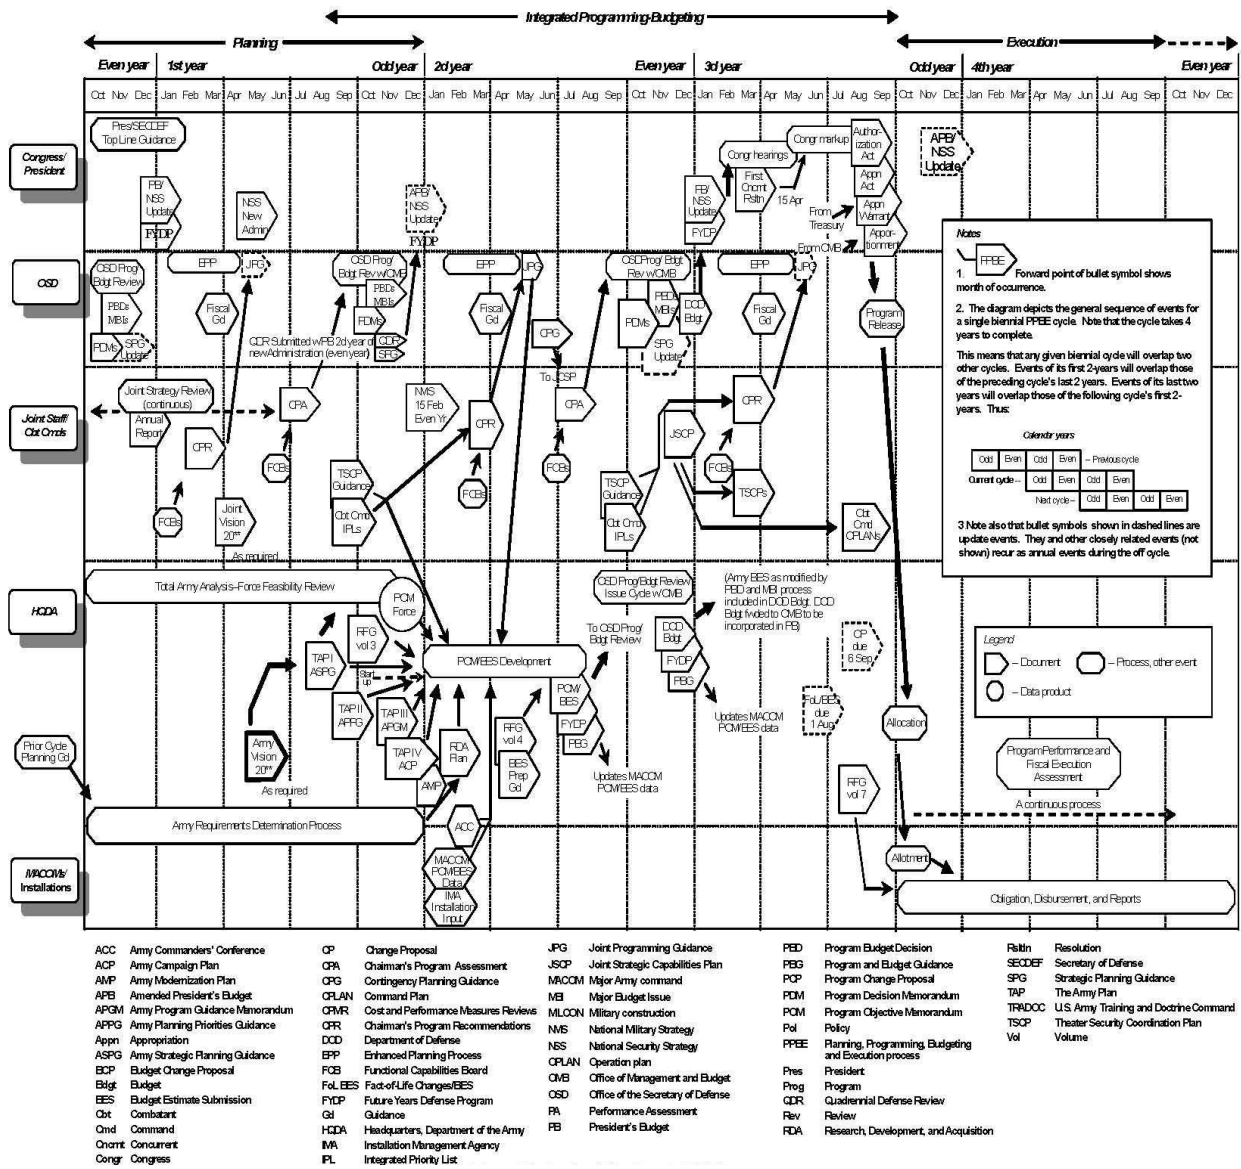 Integrated Programming-Budgeting
Planning
Execution
Even year
1st year
Odd year
2d year
Even year
3d year
Odd year
4th year
Even year
Oct Nov Dec Jan Feb Mar Apr May Jun Jul Aug Sep Oct Nov Dec Jan Feb Mar Apr May Jun Jul Aug Sep Oct Nov Dec Jan Feb Mar Apr May Jun Jul Aug Sep Oct Nov Dec Jan Feb Mar Apr May Jun Jul Aug Sep Oct Nov Dec
Congress/
President
Pres/SECDEF
Top Line Guidance
PB/
NSS
Update
FYDP
NSS
New
Admin
APB/
NSS
Update
FYDP
PB/
NSS
Update
FYDP
Congr hearings
First
Cncrnt
Rsltn
15 Apr
Congr markup
Author-
ization
Act
Appn
Act
From
Treasury
Appn
Warrant
From OMB
Appor-
tionment
APB/
NSS
Update
OSD
OSD Prog/
Bdgt Review
PBDs
MBIs
PDMs
SPG
Update
EPP
JPG
Fiscal
Gd
OSD Prog/
Bdgt Rev w/OMB
PBDs
MBIs
PDMs
QDR Submitted w/PB 2d year of
new Administration (even year)
QDR
SPG
EPP
JPG
Fiscal
Gd
CPG
To JCSP
OSD Prog/ Bdgt
Rev w/OMB
PBDs
MBIs
PDMs
SPG
Update
DOD
Bdgt
EPP
JPG
Fiscal
Gd
Program
Release
Joint Staff/
Cbt Cmds
Joint Strategy Review
(continuous)
Annual
Report
CPR
FCBs
Joint
Vision
20**
As required
CPA
FCBs
TSCP
Guidance
Cbt Cmd
IPLs
NMS
15 Feb
Even Yr.
CPR
FCBs
CPA
FCBs
TSCP
Guidance
Cbt Cmd
IPLs
JSCP
CPR
FCBs
TSCPs
Cbt
Cmd
OPLANs
HQDA
Total Army Analysis–Force Feasibility Review
POM
Force
RFG
vol 3
TAP I
ASPG
Start
up
TAP II
APPG
TAP III
APGM
TAP IV
ACP
AMP
RDA
Plan
POM/BES Development
RFG
vol 4
BES
Prep
Gd
To OSD Prog/
Bdgt Review
POM/
BES
FYDP
PBG
Updates MACOM
POM/BES data
OSD Prog/Bdgt Review
Issue Cycle w/OMB
DOD
Bdgt
FYDP
PBG
Updates MACOM
POM/BES data
(Army BES as modified by
PBD and MBI process
included in DOD Bdgt. DOD
Bdgt fwded to OMB to be
incorporated in PB)
CP
due
6 Sep
FoL/BES
due
1 Aug
Allocation
RFG
vol 7
Program Performance and
Fiscal Execution
Assessment
A continuous process
Prior Cycle
Planning Gd
Army
Vision
20**
As required
Army Requirements Determination Process
ACC
MACOMs/
Installations
MACOM
POM/BES
Data
IMA
Installation
Input
Allotment
Obligation, Disbursement, and Reports
Notes
PPBE
1. Forward point of bullet symbol shows
month of occurrence.
2. The diagram depicts the general sequence of events for
a single biennial PPBE cycle. Note that the cycle takes 4
years to complete.
This means that any given biennial cycle will overlap two
other cycles. Events of its first 2-years will overlap those
of the preceding cycle's last 2 years. Events of its last two
years will overlap those of the following cycle's first 2-
years. Thus:
Calendar years
Odd Even Odd Even – Previous cycle
Current cycle -- Odd Even Odd Even
Next cycle – Odd Even Odd Even
3 Note also that bullet symbols shown in dashed lines are
update events. They and other closely related events (not
shown) recur as annual events during the off cycle.
Legend
– Document
– Process, other event
– Data product
ACC Army Commanders' Conference
ACP Army Campaign Plan
AMP Army Modernization Plan
APB Amended President's Budget
APGM Army Program Guidance Memorandum
APPG Army Planning Priorities Guidance
Appn Appropriation
ASPG Army Strategic Planning Guidance
BCP Budget Change Proposal
Bdgt Budget
BES Budget Estimate Submission
Cbt Combatant
Cmd Command
Cncrnt Concurrent
Congr Congress
CP Change Proposal
CPA Chairman's Program Assessment
CPG Contingency Planning Guidance
CPLAN Command Plan
CPMR Cost and Performance Measures Reviews
CPR Chairman's Program Recommendations
DOD Department of Defense
EPP Enhanced Planning Process
FCB Functional Capabilities Board
FoL BES Fact-of-Life Changes/BES
FYDP Future Years Defense Program
Gd Guidance
HQDA Headquarters, Department of the Army
IMA Installation Management Agency
IPL Integrated Priority List
JPG Joint Programming Guidance
JSCP Joint Strategic Capabilities Plan
MACOM Major Army command
MBI Major Budget Issue
MILCON Military construction
NMS National Military Strategy
NSS National Security Strategy
OPLAN Operation plan
OMB Office of Management and Budget
OSD Office of the Secretary of Defense
PA Performance Assessment
PB President's Budget
PBD Program Budget Decision
PBG Program and Budget Guidance
PCP Program Change Proposal
PDM Program Decision Memorandum
POM Program Objective Memorandum
Pol Policy
PPBE Planning, Programming, Budgeting
and Execution process
Pres President
Prog Program
QDR Quadrennial Defense Review
Rev Review
RDA Research, Development, and Acquisition
Rsltn Resolution
SECDEF Secretary of Defense
SPG Strategic Planning Guidance
TAP The Army Plan
TRADOC U.S. Army Training and Doctrine Command
TSCP Theater Security Coordination Plan
Vol Volume